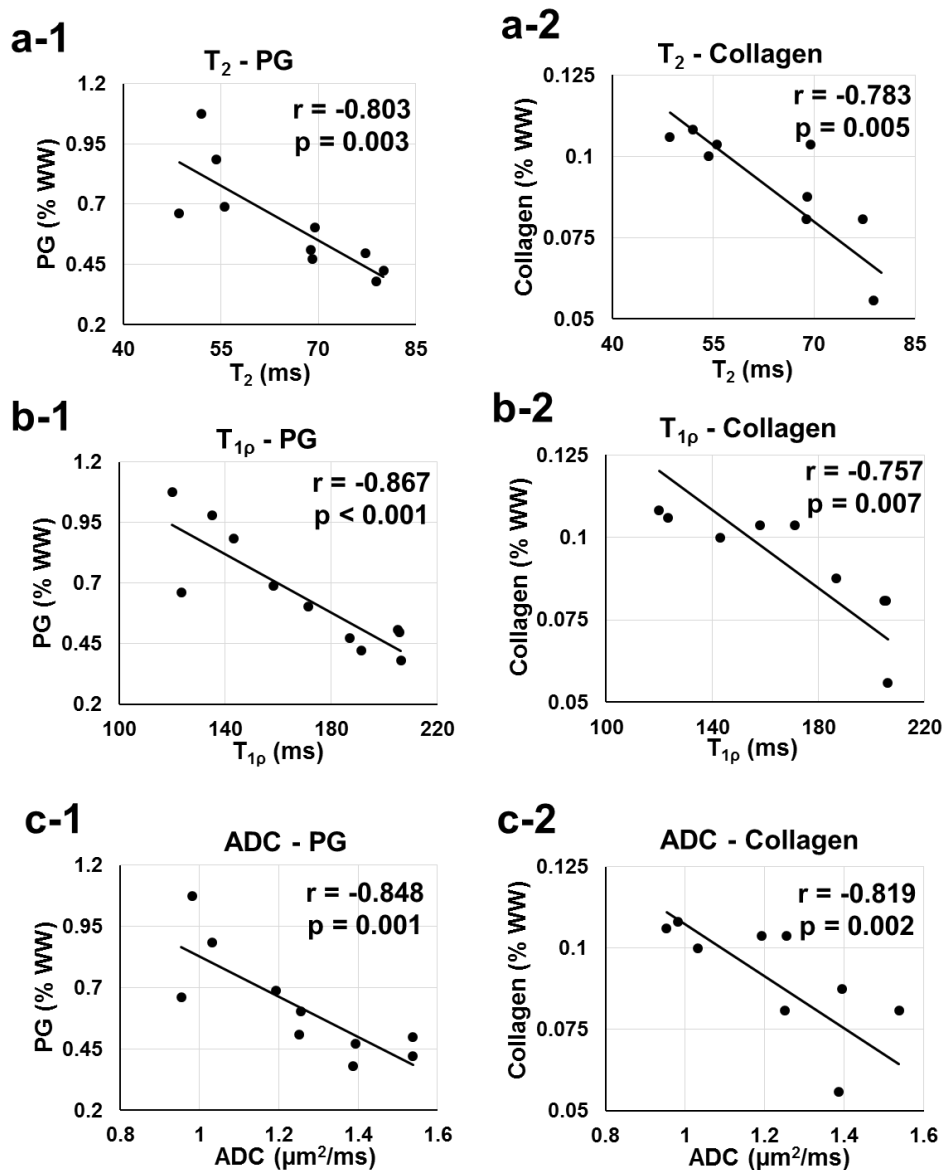 a-1
T₂ - PG
r = -0.803
p = 0.003
1.2
0.95
0.7
0.45
0.2
PG (% WW)
40 55 70 85
T₂ (ms)
a-2
T₂ - Collagen
r = -0.783
p = 0.005
0.125
0.1
0.075
0.05
Collagen (% WW)
40 55 70 85
T₂ (ms)
b-1
T₁ρ - PG
r = -0.867
p < 0.001
1.2
0.95
0.7
0.45
0.2
PG (% WW)
100 140 180 220
T₁ρ (ms)
b-2
T₁ρ - Collagen
r = -0.757
p = 0.007
0.125
0.1
0.075
0.05
Collagen (% WW)
100 140 180 220
T₁ρ (ms)
c-1
ADC - PG
r = -0.848
p = 0.001
1.2
0.95
0.7
0.45
0.2
PG (% WW)
0.8 1 1.2 1.4 1.6
ADC (µm²/ms)
c-2
ADC - Collagen
r = -0.819
p = 0.002
0.125
0.1
0.075
0.05
Collagen (% WW)
0.8 1 1.2 1.4 1.6
ADC (µm²/ms)